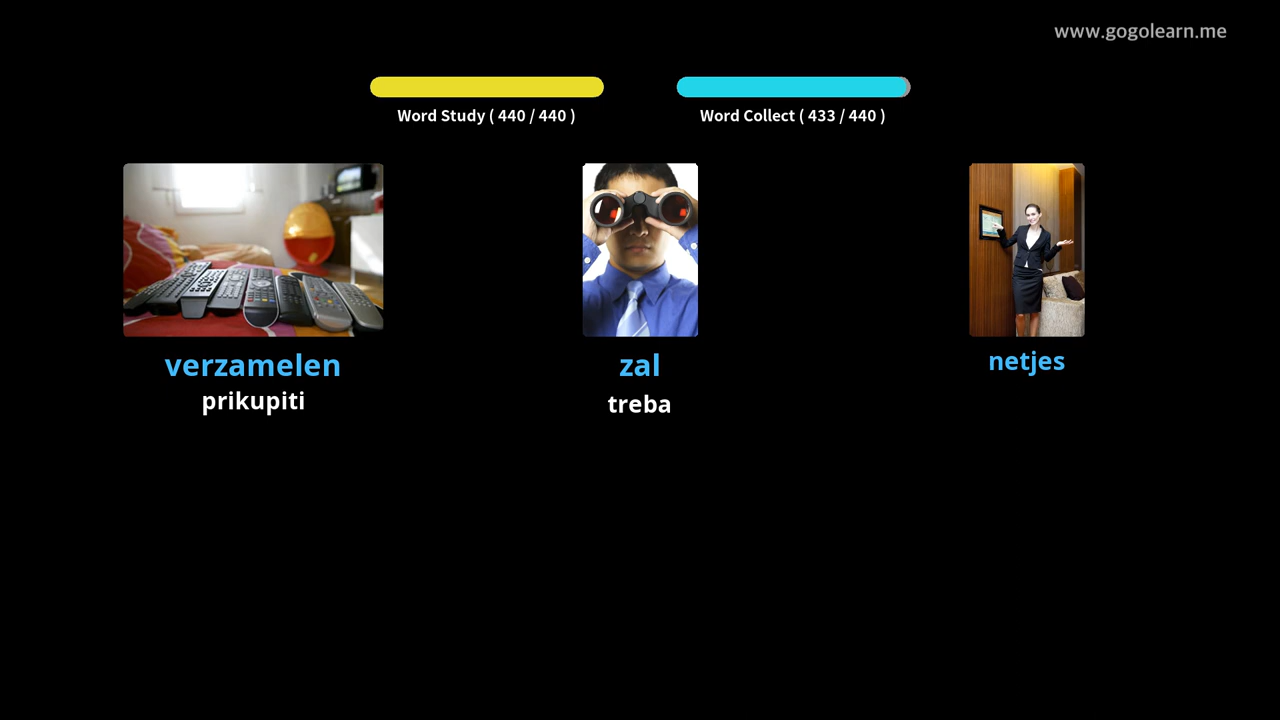 www.gogolearn.me
Word Study ( 440 / 440 )
Word Collect ( 433 / 440 )
verzamelen
prikupiti
zal
treba
netjes